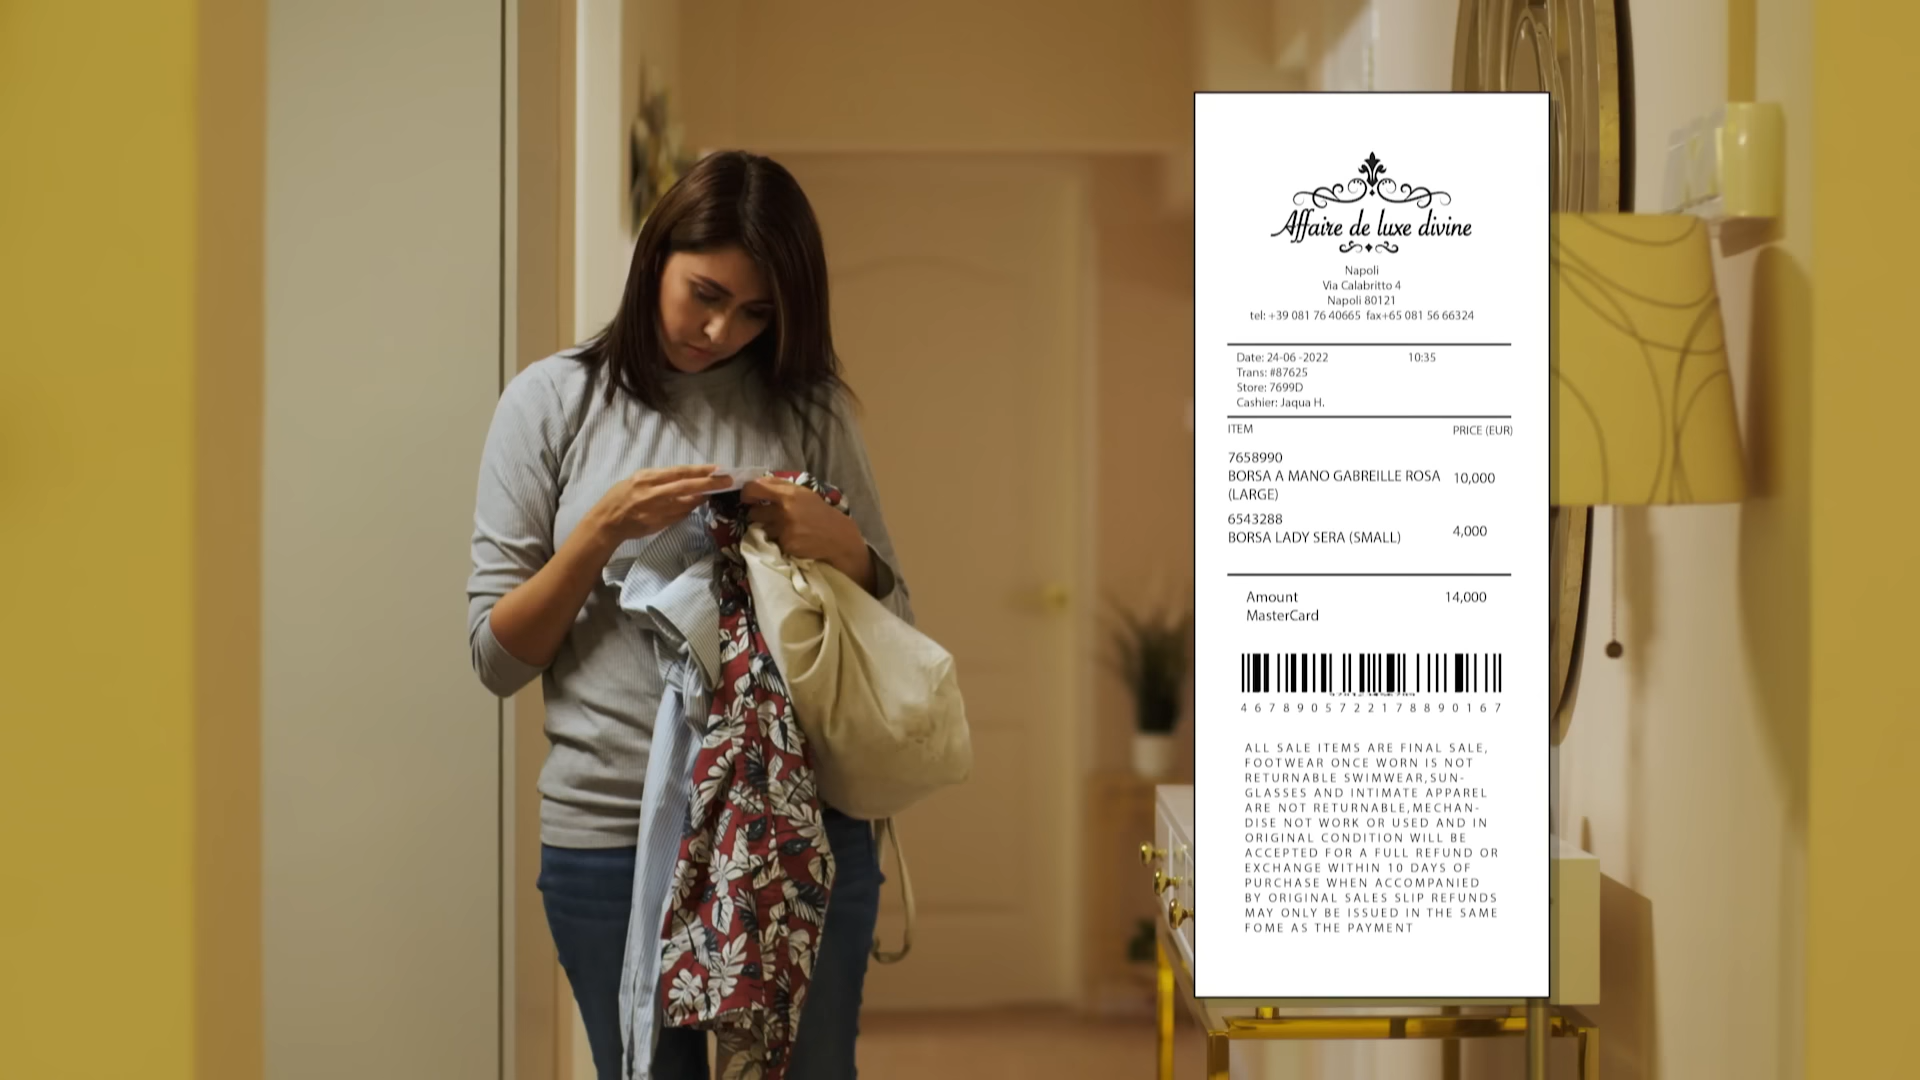 Affaire de luxe divine
Napoli
Via Calabritto 4
Napoli 80121
tel: +39 081 76 40665 fax+65 081 56 66324
Date: 24-06 -2022 10:35
Trans: #87625
Store: 7699D
Cashier: Jaqua H.
ITEM PRICE (EUR)
7658990
BORSA A MANO GABREILLE ROSA 10,000
(LARGE)
6543288
BORSA LADY SERA (SMALL) 4,000
Amount 14,000
MasterCard
4 6 7 8 9 0 5 7 2 2 1 7 8 8 9 0 1 6 7
ALL SALE ITEMS ARE FINAL SALE,
FOOTWEAR ONCE WORN IS NOT
RETURNABLE SWIMWEAR,SUN-
GLASSES AND INTIMATE APPAREL
ARE NOT RETURNABLE,MECHAN-
DISE NOT WORK OR USED AND IN
ORIGINAL CONDITION WILL BE
ACCEPTED FOR A FULL REFUND OR
EXCHANGE WITHIN 10 DAYS OF
PURCHASE WHEN ACCOMPANIED
BY ORIGINAL SALES SLIP REFUNDS
MAY ONLY BE ISSUED IN THE SAME
FOME AS THE PAYMENT